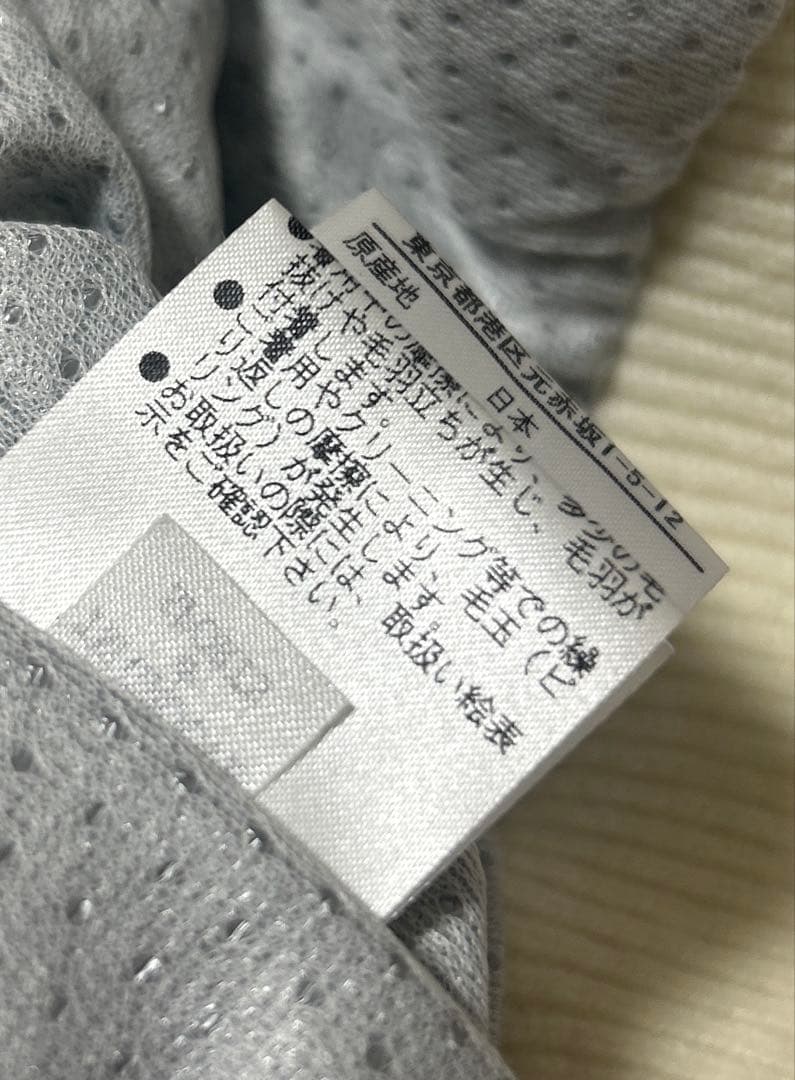 東京都港区元赤坂1-5-12
原産地
日本
着用中の摩擦により、多少の毛
抜けや毛羽立ちが生じ、毛羽が
付着します。
ご着用やクリーニング等での繰
り返しの摩擦により、毛玉（ピ
リング）が発生します。
お取扱いの際には、取扱い絵表
示をご確認下さい。